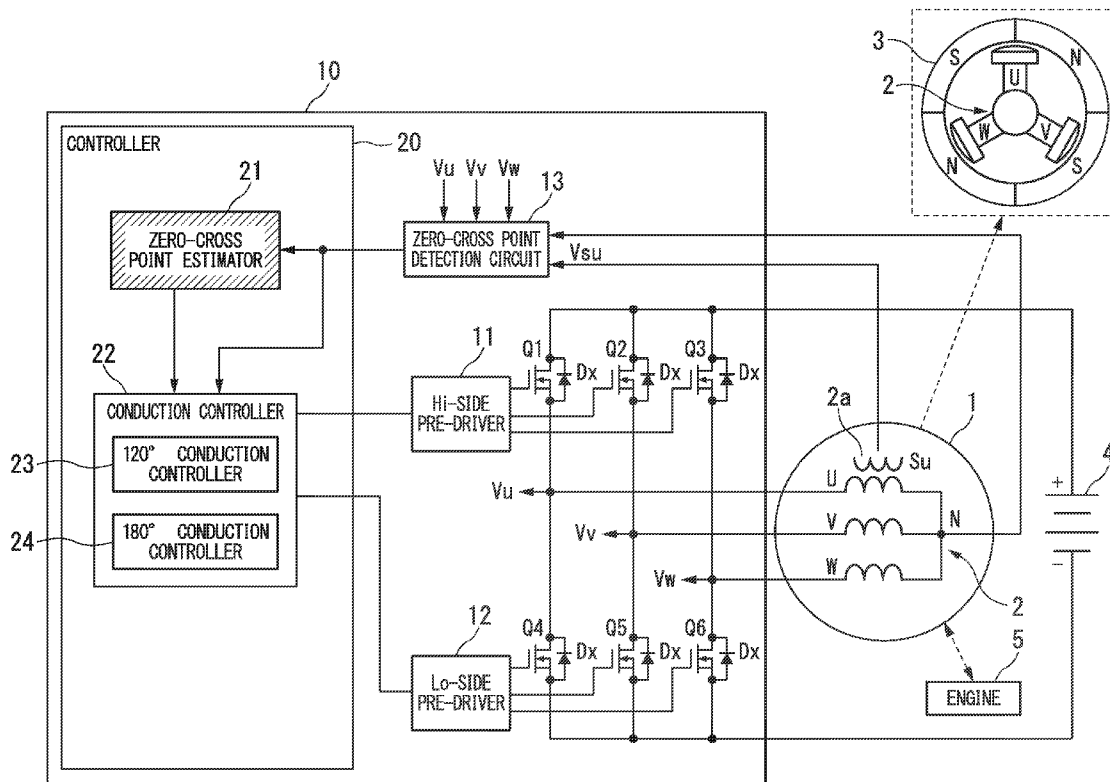 3
S
N
U
2
W
V
N
S
10
CONTROLLER
20
21
Vu
Vv
Vw
13
ZERO-CROSS
POINT ESTIMATOR
ZERO-CROSS POINT
DETECTION CIRCUIT
Vsu
22
11
Q1
Q2
Q3
Dx
Dx
Dx
CONDUCTION CONTROLLER
Hi-SIDE
PRE-DRIVER
2a
1
23
120° CONDUCTION
CONTROLLER
Su
4
U
+
Vu
24
180° CONDUCTION
CONTROLLER
V
N
Vv
−
W
Vw
2
12
Q4
Q5
Q6
Dx
Dx
Dx
5
Lo-SIDE
PRE-DRIVER
ENGINE